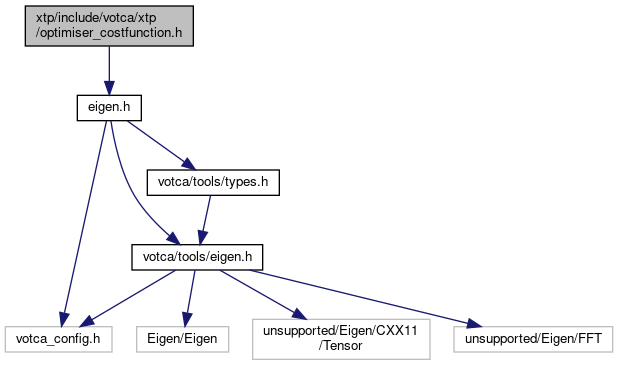 xtp/include/votca/xtp
/optimiser_costfunction.h
eigen.h
votca/tools/types.h
votca/tools/eigen.h
votca_config.h
Eigen/Eigen
unsupported/Eigen/CXX11
/Tensor
unsupported/Eigen/FFT